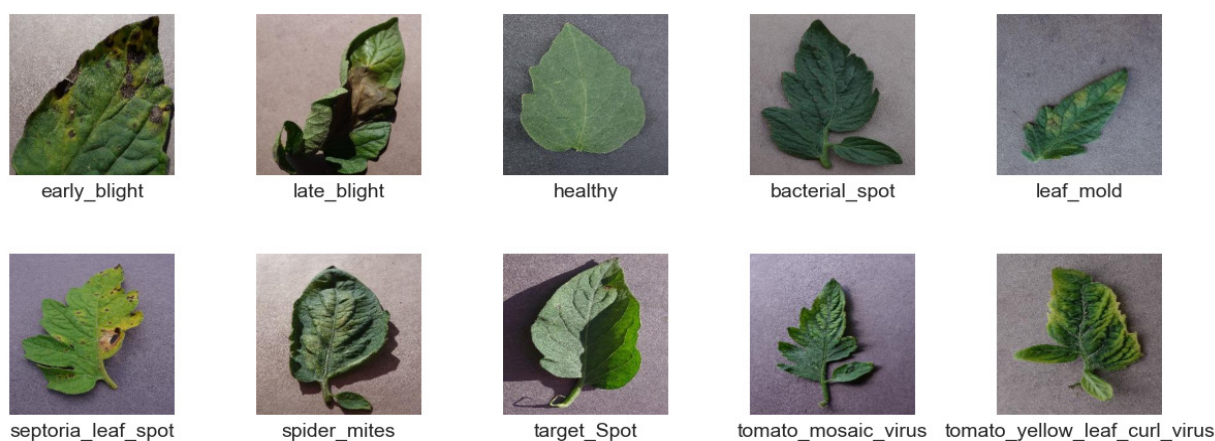 early_blight
late_blight
healthy
bacterial_spot
leaf_mold
septoria_leaf_spot
spider_mites
target_Spot
tomato_mosaic_virus
tomato_yellow_leaf_curl_virus